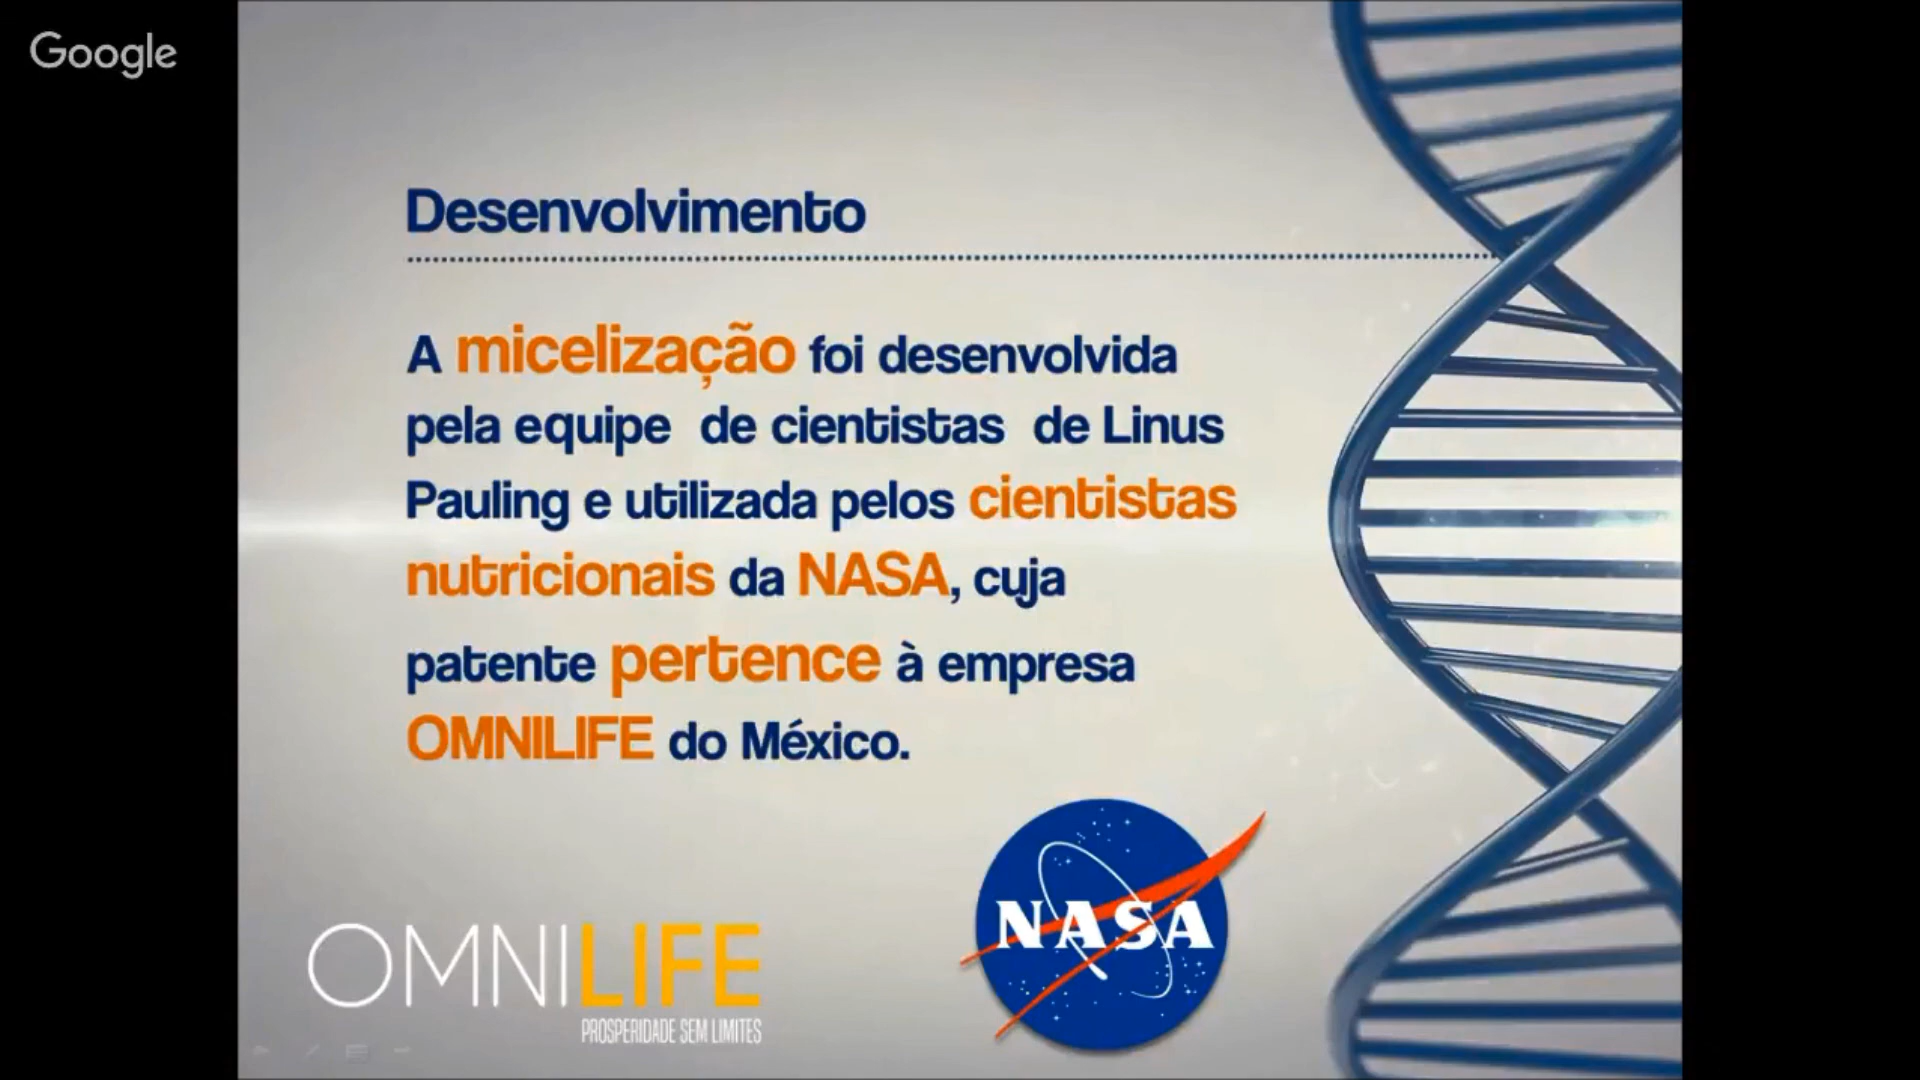 Google
Desenvolvimento
A micelização foi desenvolvida
pela equipe de cientistas de Linus
Pauling e utilizada pelos cientistas
nutricionais da NASA, cuja
patente pertence à empresa
OMNILIFE do México.
NASA
OMNILIFE
PROSPERIDADE SEM LIMITES